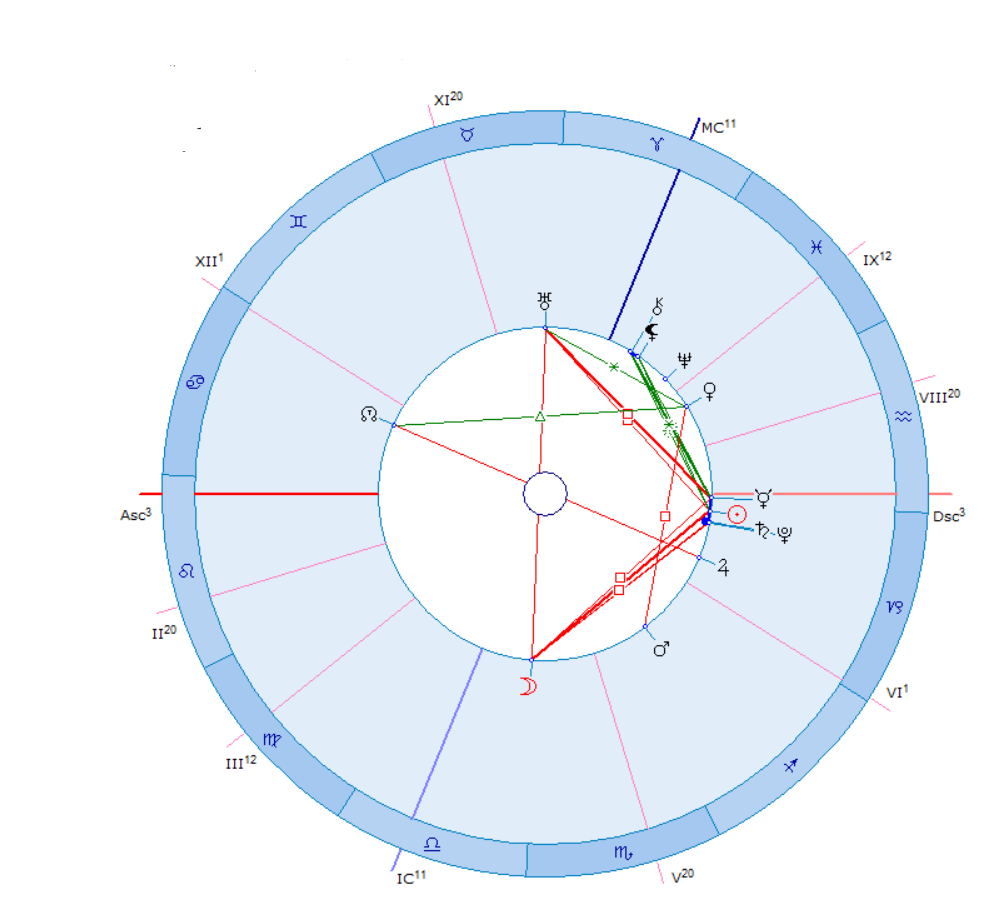 XI20
MC11
♉
♈
♊
♓
XII1
IX12
♅
⚷
⚸
♆
♀
♋
☊
VIII20
♒
Asc3
☿
Dsc3
☉
♄
♇
♃
♌
♑
II20
♂
☽
VI1
♍
III12
♐
♎
♏
IC11
V20